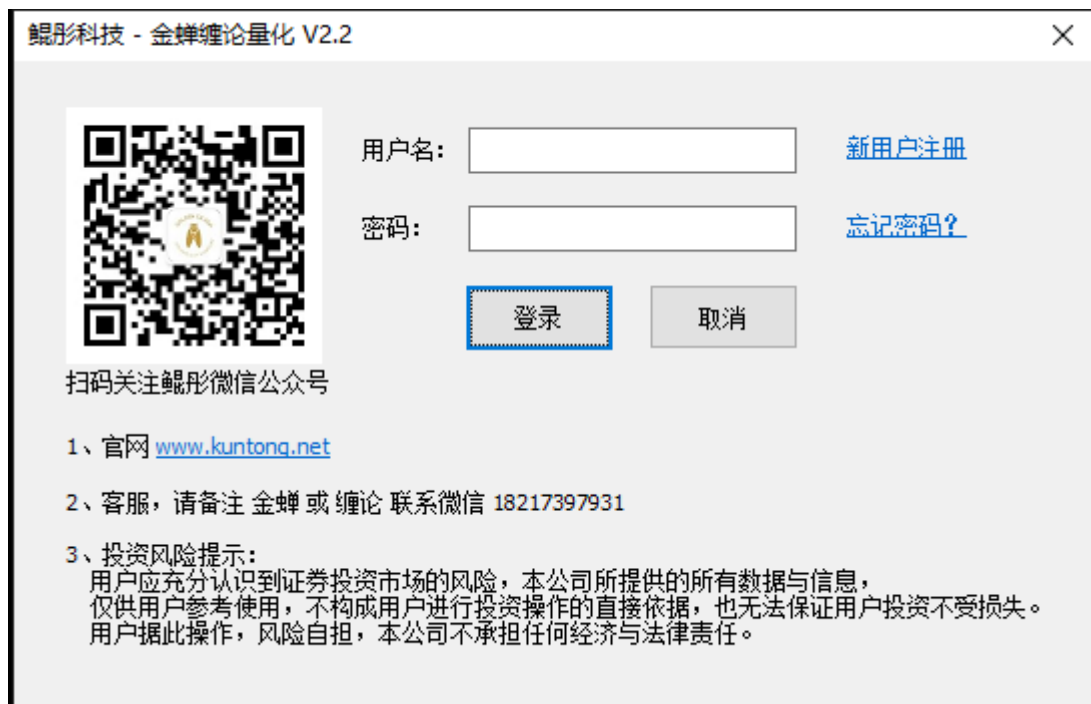 鲲彤科技 - 金蝉缠论量化 V2.2
用户名：
新用户注册
密码：
忘记密码？
登录
取消
扫码关注鲲彤微信公众号
1、官网 www.kuntong.net
2、客服，请备注 金蝉 或 缠论 联系微信 18217397931
3、投资风险提示：
用户应充分认识到证券投资市场的风险，本公司所提供的所有数据与信息，
仅供用户参考使用，不构成用户进行投资操作的直接依据，也无法保证用户投资不受损失。
用户据此操作，风险自担，本公司不承担任何经济与法律责任。